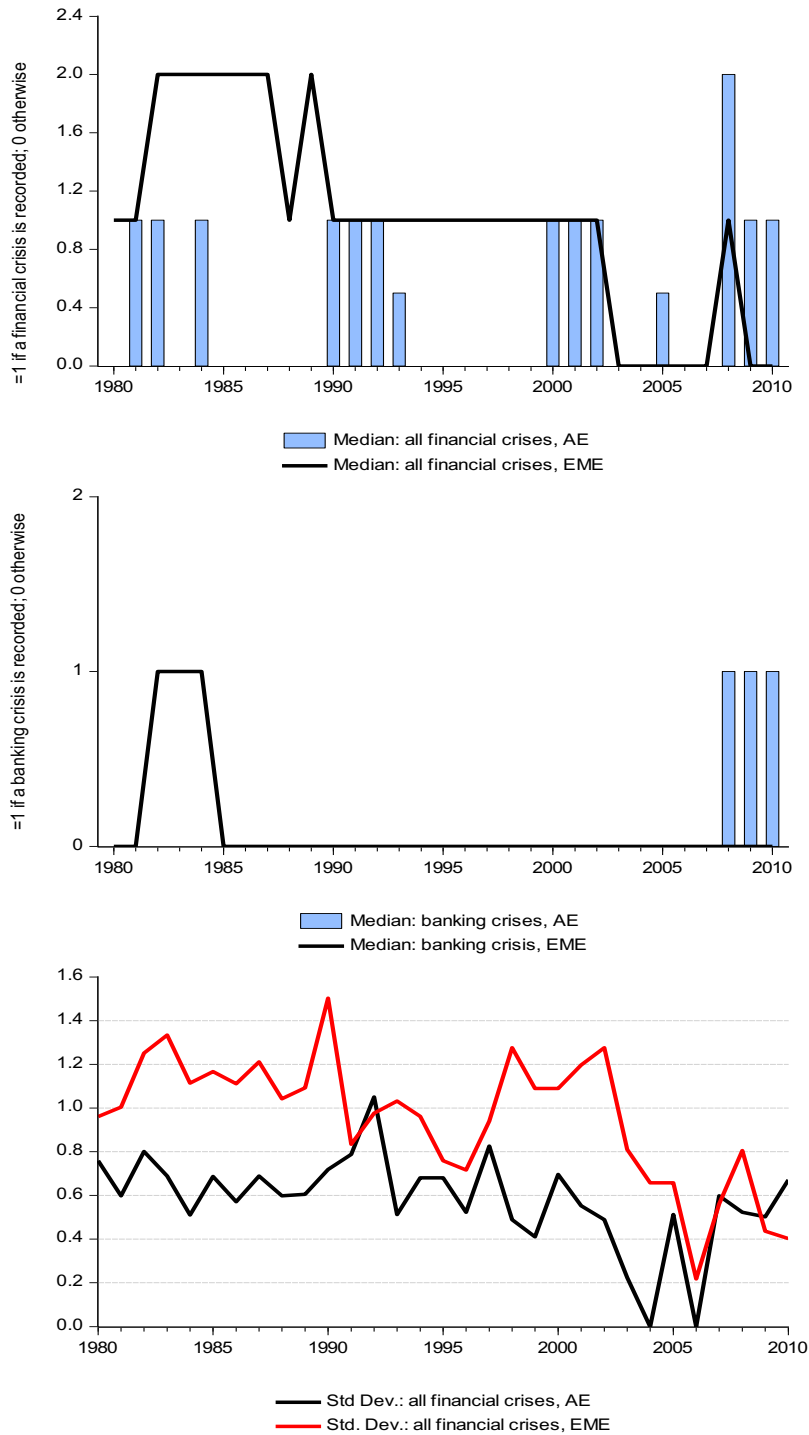 =1 if a financial crisis is recorded; 0 otherwise
2.4
2.0
1.6
1.2
0.8
0.4
0.0
1980 1985 1990 1995 2000 2005 2010
Median: all financial crises, AE
Median: all financial crises, EME
=1 if a banking crisis is recorded; 0 otherwise
2
1
0
1980 1985 1990 1995 2000 2005 2010
Median: banking crises, AE
Median: banking crisis, EME
1.6
1.4
1.2
1.0
0.8
0.6
0.4
0.2
0.0
1980 1985 1990 1995 2000 2005 2010
Std Dev.: all financial crises, AE
Std. Dev.: all financial crises, EME